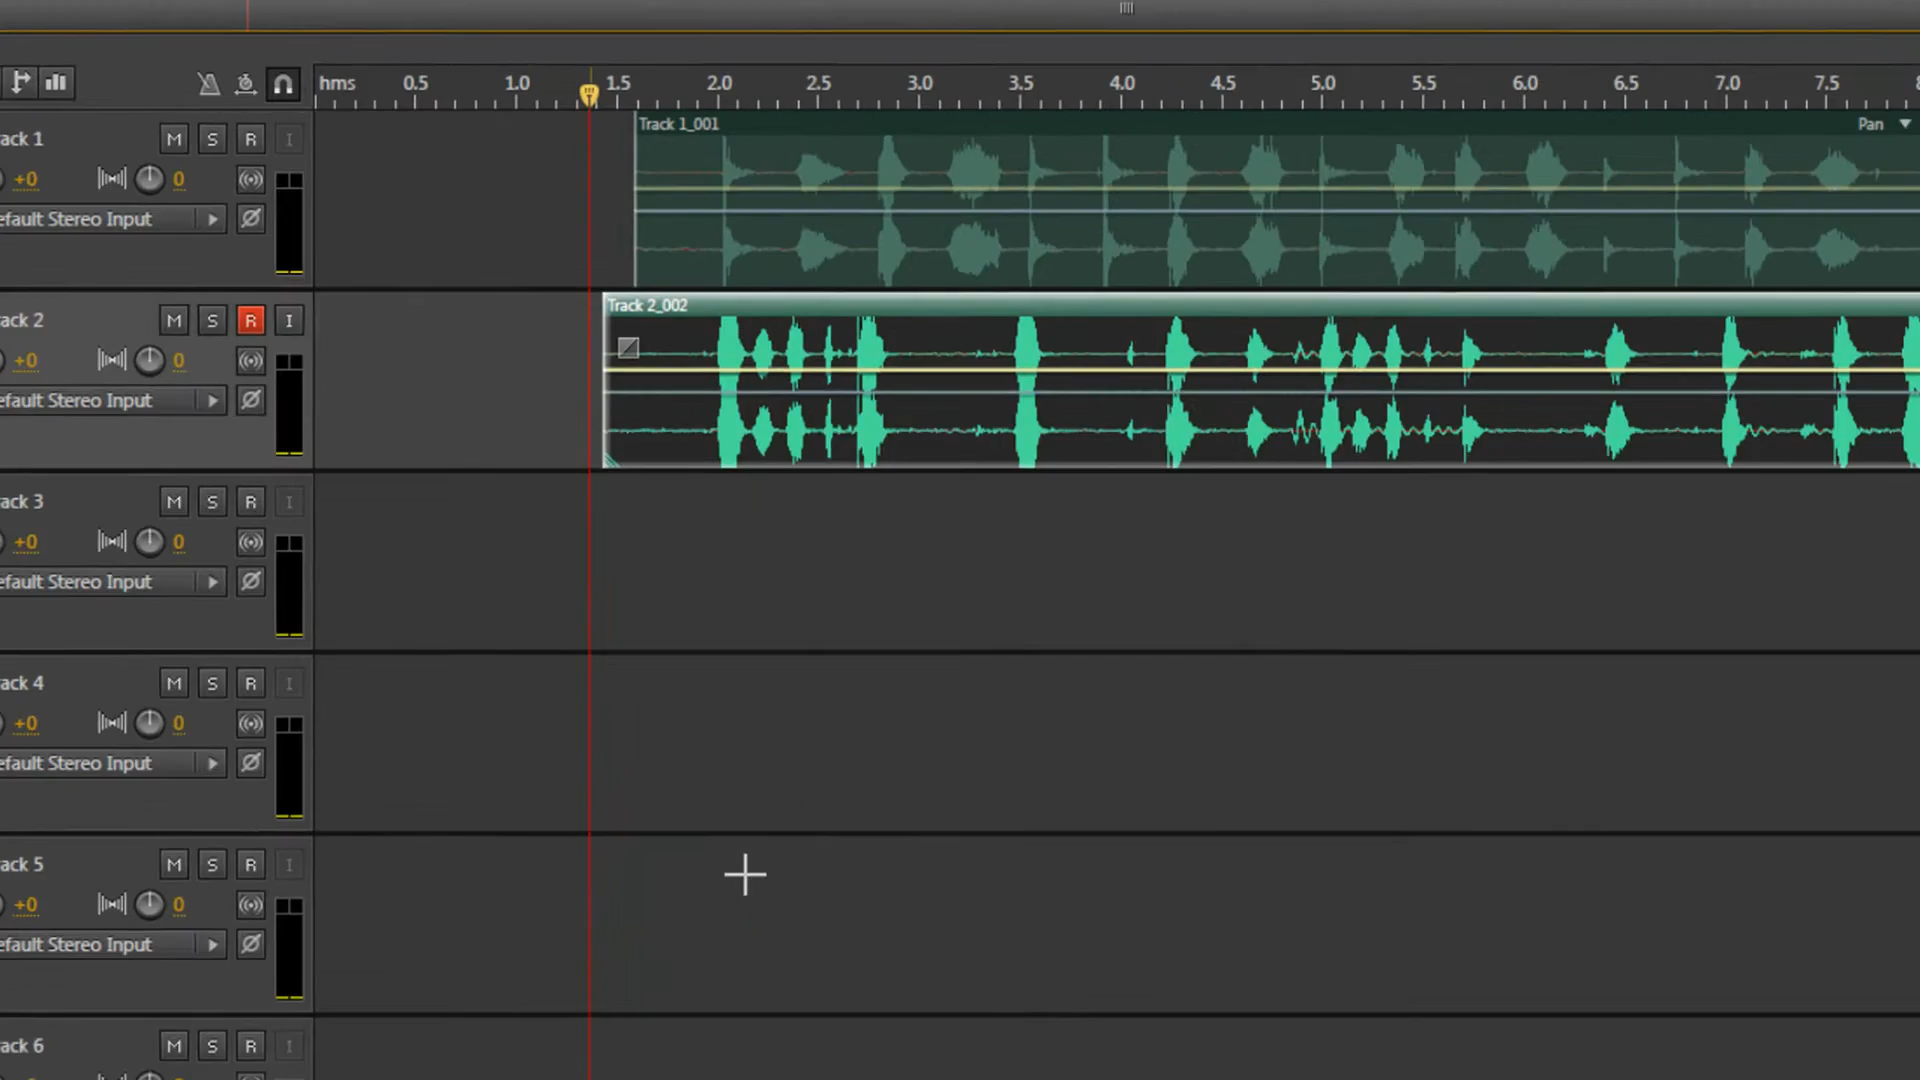 hms 0.5 1.0 1.5 2.0 2.5 3.0 3.5 4.0 4.5 5.0 5.5 6.0 6.5 7.0 7.5 8
ack 1 M S R I
Track 1_001 Pan
+0 0
efault Stereo Input
Track 2_002
ack 2 M S R I
+0 0
efault Stereo Input
ack 3 M S R I
+0 0
efault Stereo Input
ack 4 M S R I
+0 0
efault Stereo Input
ack 5 M S R I
+0 0
efault Stereo Input
ack 6 M S R I